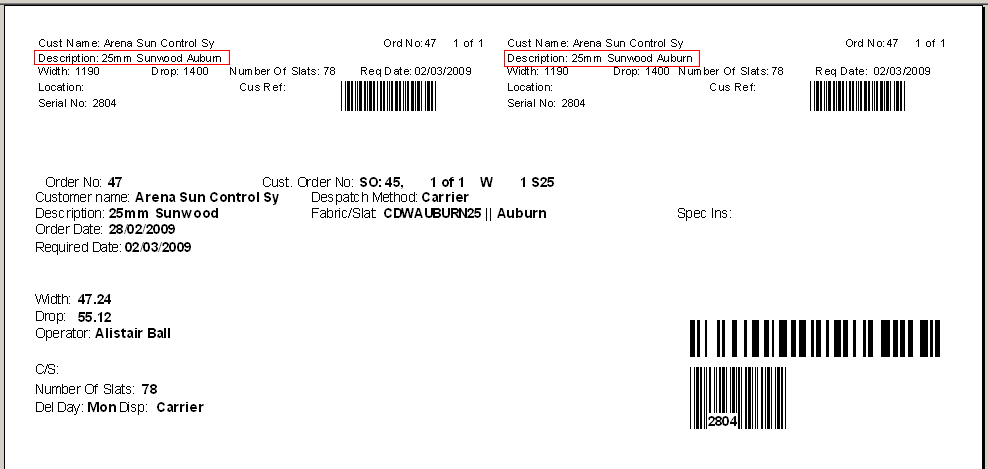 Cust Name: Arena Sun Control Sy Ord No:47 1 of 1
Description: 25mm Sunwood Auburn
Width: 1190 Drop: 1400 Number Of Slats: 78 Req Date: 02/03/2009
Location: Cus Ref:
Serial No: 2804
Cust Name: Arena Sun Control Sy Ord No:47 1 of 1
Description: 25mm Sunwood Auburn
Width: 1190 Drop: 1400 Number Of Slats: 78 Req Date: 02/03/2009
Location: Cus Ref:
Serial No: 2804
Order No: 47 Cust. Order No: SO: 45, 1 of 1 W 1 S25
Customer name: Arena Sun Control Sy Despatch Method: Carrier
Description: 25mm Sunwood Fabric/Slat: CDWAUBURN25 || Auburn Spec Ins:
Order Date: 28/02/2009
Required Date: 02/03/2009
Width: 47.24
Drop: 55.12
Operator: Alistair Ball
C/S:
Number Of Slats: 78
Del Day: Mon Disp: Carrier
2804